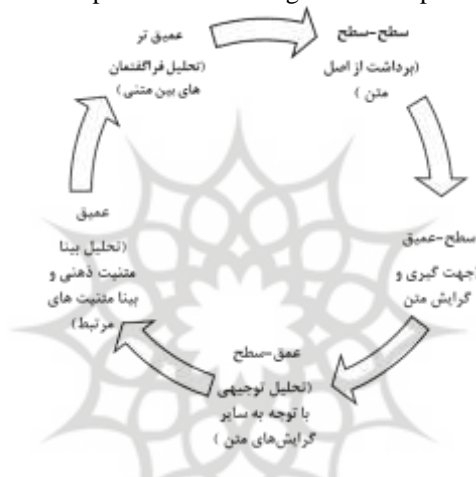 سطح-سطح
(برداشت از اصل
متن )
سطح-عمیق
جهت گیری و
گرایش متن
عمق-سطح
(تحلیل توجیهی
با توجه به سایر
گرایش‌های متن )
عمیق
(تحلیل بینا
متنیت ذهنی و
بینا متنیت های
مرتبط)
عمیق تر
(تحلیل فراگفتمان
های بین متنی )